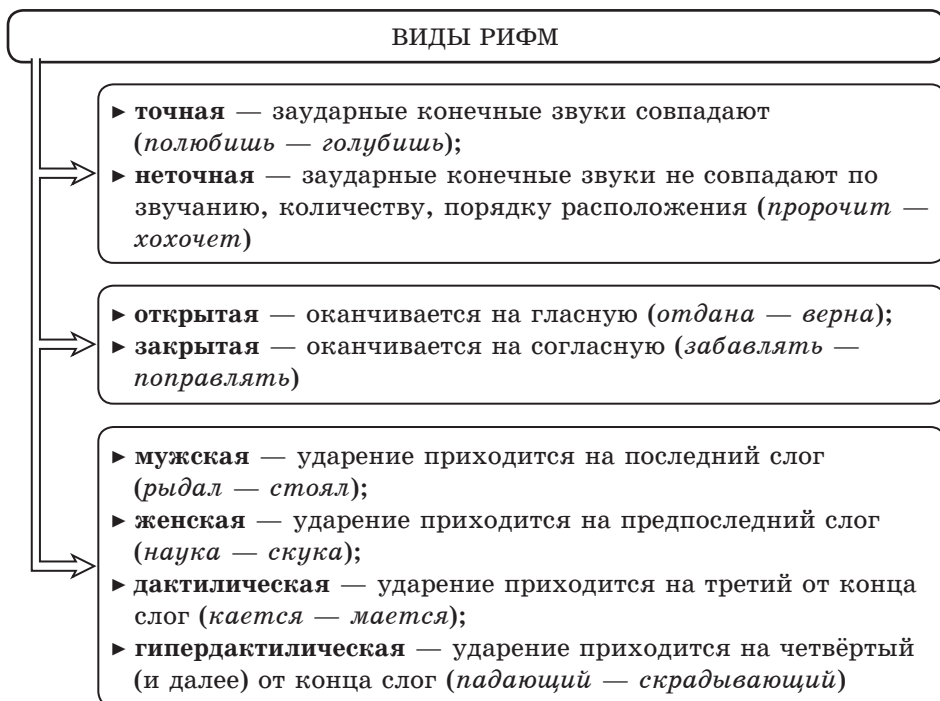 ВИДЫ РИФМ
► точная — заударные конечные звуки совпадают
(полюбишь — голубишь);
► неточная — заударные конечные звуки не совпадают по
звучанию, количеству, порядку расположения (пророчит —
хохочет)
► открытая — оканчивается на гласную (отдана — верна);
► закрытая — оканчивается на согласную (забавлять —
поправлять)
► мужская — ударение приходится на последний слог
(рыдал — стоял);
► женская — ударение приходится на предпоследний слог
(наука — скука);
► дактилическая — ударение приходится на третий от конца
слог (кается — мается);
► гипердактилическая — ударение приходится на четвёртый
(и далее) от конца слог (падающий — скрадывающий)